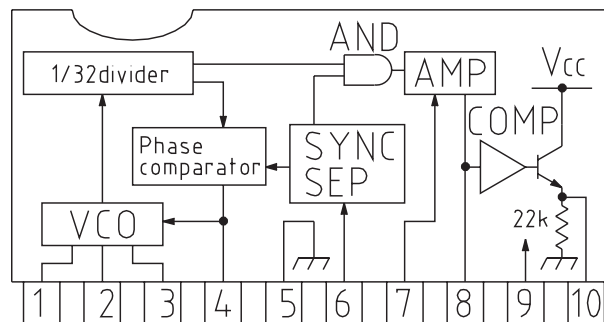 AND
1/32divider
AMP
Vcc
COMP
Phase
comparator
SYNC
SEP
VCO
22k
1 2 3 4 5 6 7 8 9 10